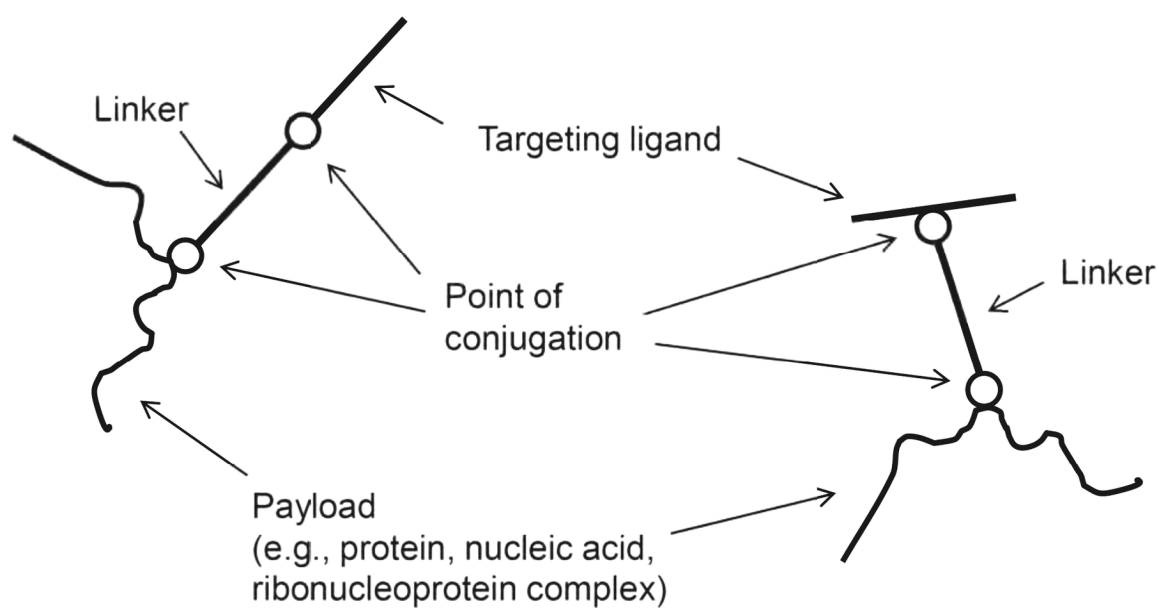 Linker
Targeting ligand
Linker
Point of
conjugation
Payload
(e.g., protein, nucleic acid,
ribonucleoprotein complex)